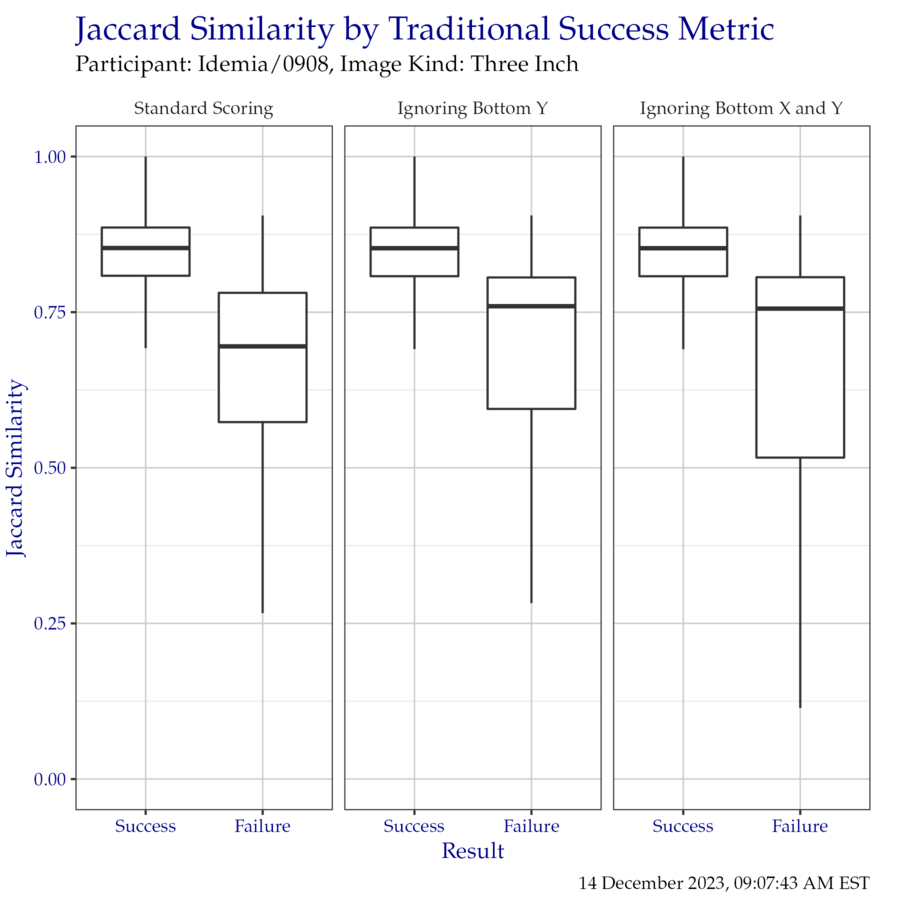 Jaccard Similarity by Traditional Success Metric
Participant: Idemia/0908, Image Kind: Three Inch
Standard Scoring
Ignoring Bottom Y
Ignoring Bottom X and Y
Jaccard Similarity
1.00
0.75
0.50
0.25
0.00
Success
Failure
Success
Failure
Success
Failure
Result
14 December 2023, 09:07:43 AM EST